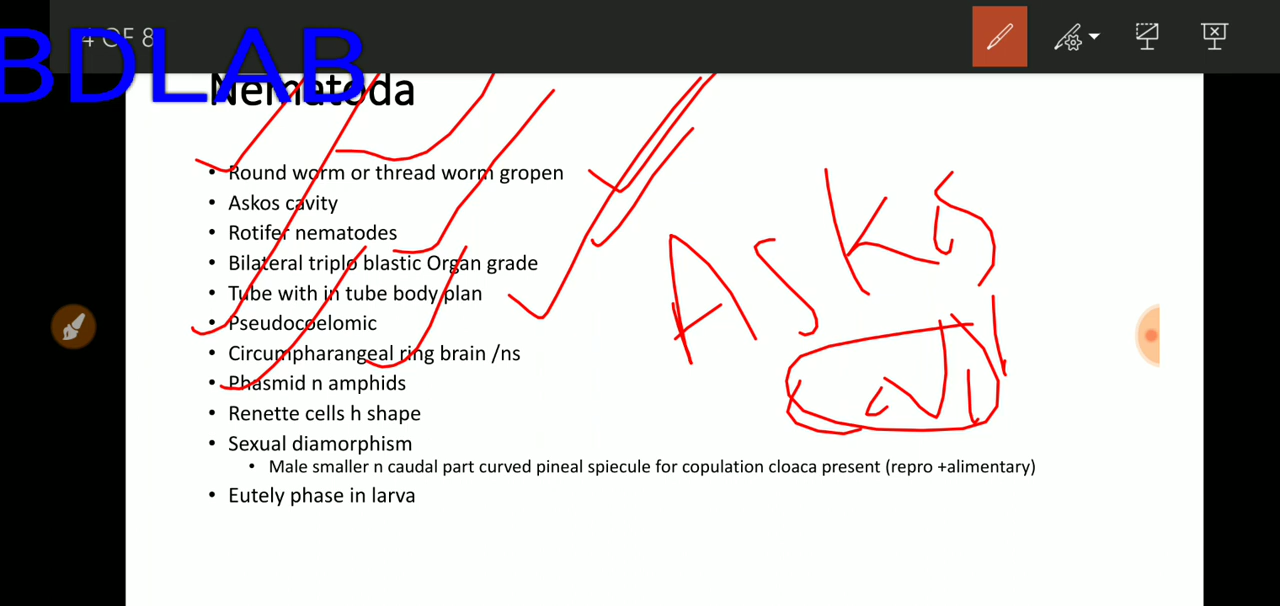 4 OF 8
BDLAB
Nematoda
• Round worm or thread worm gropen
• Askos cavity
• Rotifer nematodes
• Bilateral triplo blastic Organ grade
• Tube with in tube body plan
• Pseudocoelomic
• Circumpharangeal ring brain /ns
• Phasmid n amphids
• Renette cells h shape
• Sexual diamorphism
• Male smaller n caudal part curved pineal spiecule for copulation cloaca present (repro +alimentary)
• Eutely phase in larva
ASKO